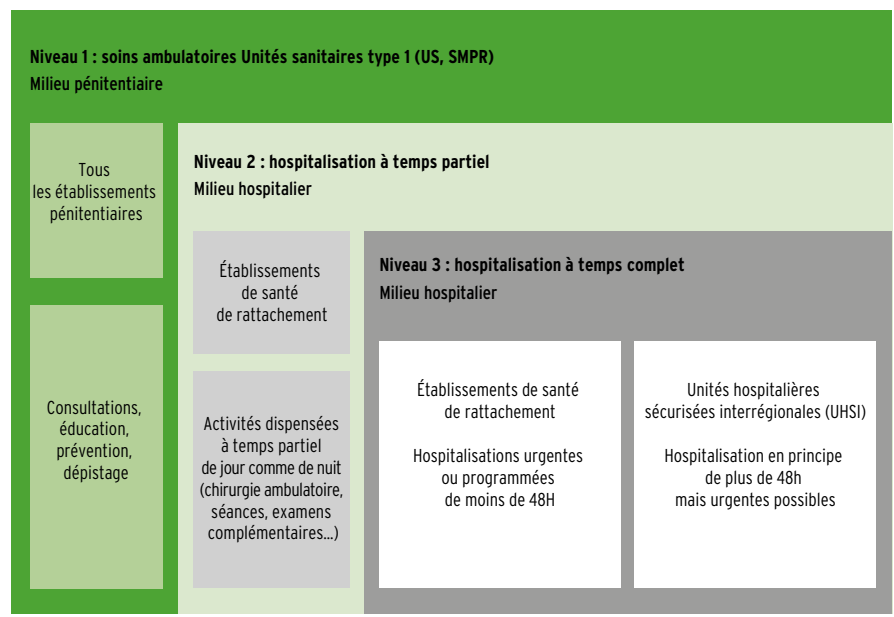 Niveau 1 : soins ambulatoires Unités sanitaires type 1 (US, SMPR)
Milieu pénitentiaire
Tous
les établissements
pénitentiaires
Consultations,
éducation,
prévention,
dépistage
Niveau 2 : hospitalisation à temps partiel
Milieu hospitalier
Établissements
de santé
de rattachement
Activités dispensées
à temps partiel
de jour comme de nuit
(chirurgie ambulatoire,
séances, examens
complémentaires...)
Niveau 3 : hospitalisation à temps complet
Milieu hospitalier
Établissements de santé
de rattachement
Hospitalisations urgentes
ou programmées
de moins de 48H
Unités hospitalières
sécurisées interrégionales (UHSI)
Hospitalisation en principe
de plus de 48h
mais urgentes possibles